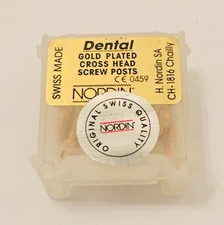 SWISS MADE
Dental
GOLD PLATED
CROSS HEAD
SCREW POSTS
CE 0459
NORDIN
H. Nordin SA
CH-1816 Chailly
ORIGINAL SWISS QUALITY
NORDIN